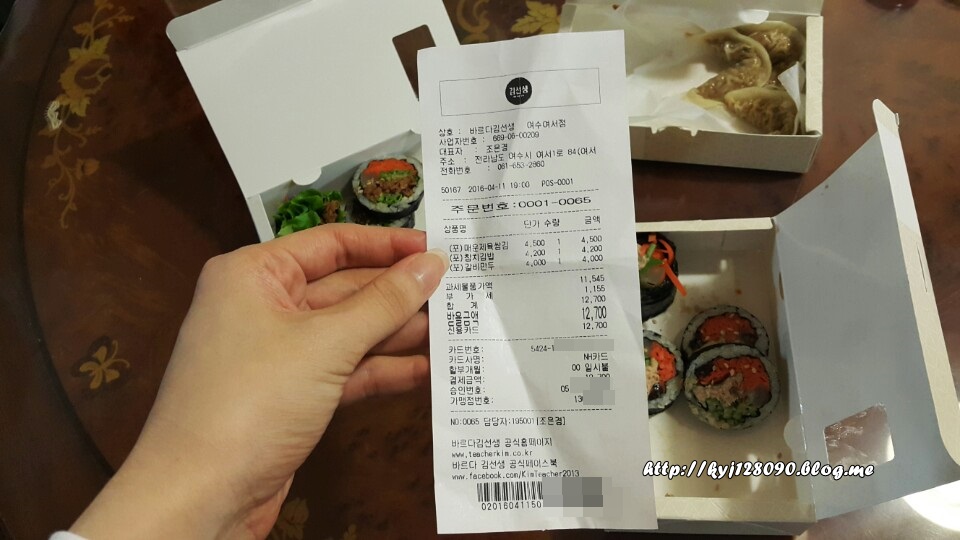 김선생
상호 : 바르다김선생 여수여서점
사업자번호 : 669-06-00209
대표자 : 조은경
주소 : 전라남도 여수시 여서1로 84(여서
전화번호 : 061-653-2860
50167 2016-04-11 19:00 POS-0001
주문번호:0001-0065
상품명 단가 수량 금액
(포)매운제육쌈김 4,500 1 4,500
(포)참치김밥 4,200 1 4,200
(포)갈비만두 4,000 1 4,000
과세물품가액 11,545
부 가 세 1,155
합 계 12,700
받을금액 12,700
신용카드 12,700
카드번호: 5424-1
카드사명: NH카드
할부개월: 00 일시불
결제금액:
승인번호: 05
가맹점번호: 13
NO:0065 담당자:195001[조은경]
바르다김선생 공식홈페이지
www.teacherkim.co.kr
바르다 김선생 공식페이스북
www.facebook.com/KimTeacher2013
02016041150
http://kyj128090.blog.me